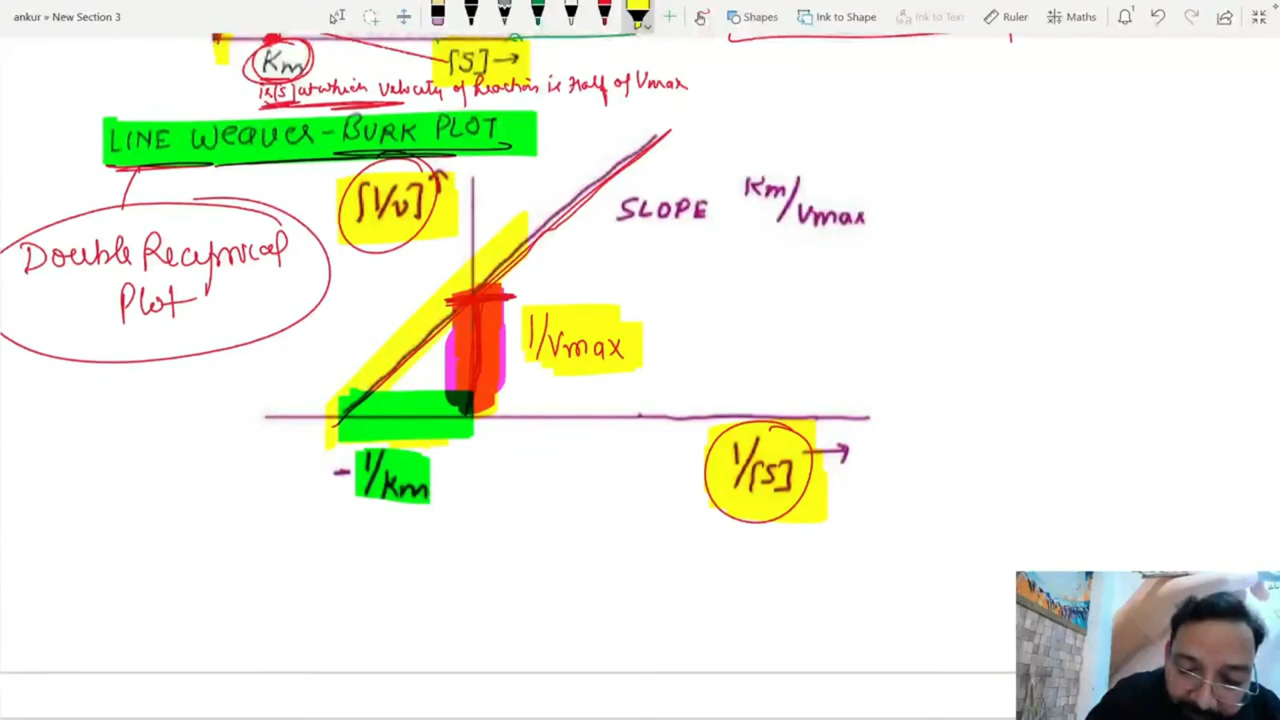 ankur » New Section 3
Shapes
Ink to Shape
Ink to Text
Ruler
Maths
Km
[S] →
is [S] at which velocity of Reaction is Half of Vmax
LINE Weaver-BURK PLOT
[1/v] ↑
SLOPE Km/Vmax
Double Reciprical
Plot
1/Vmax
- 1/Km
1/[S] →